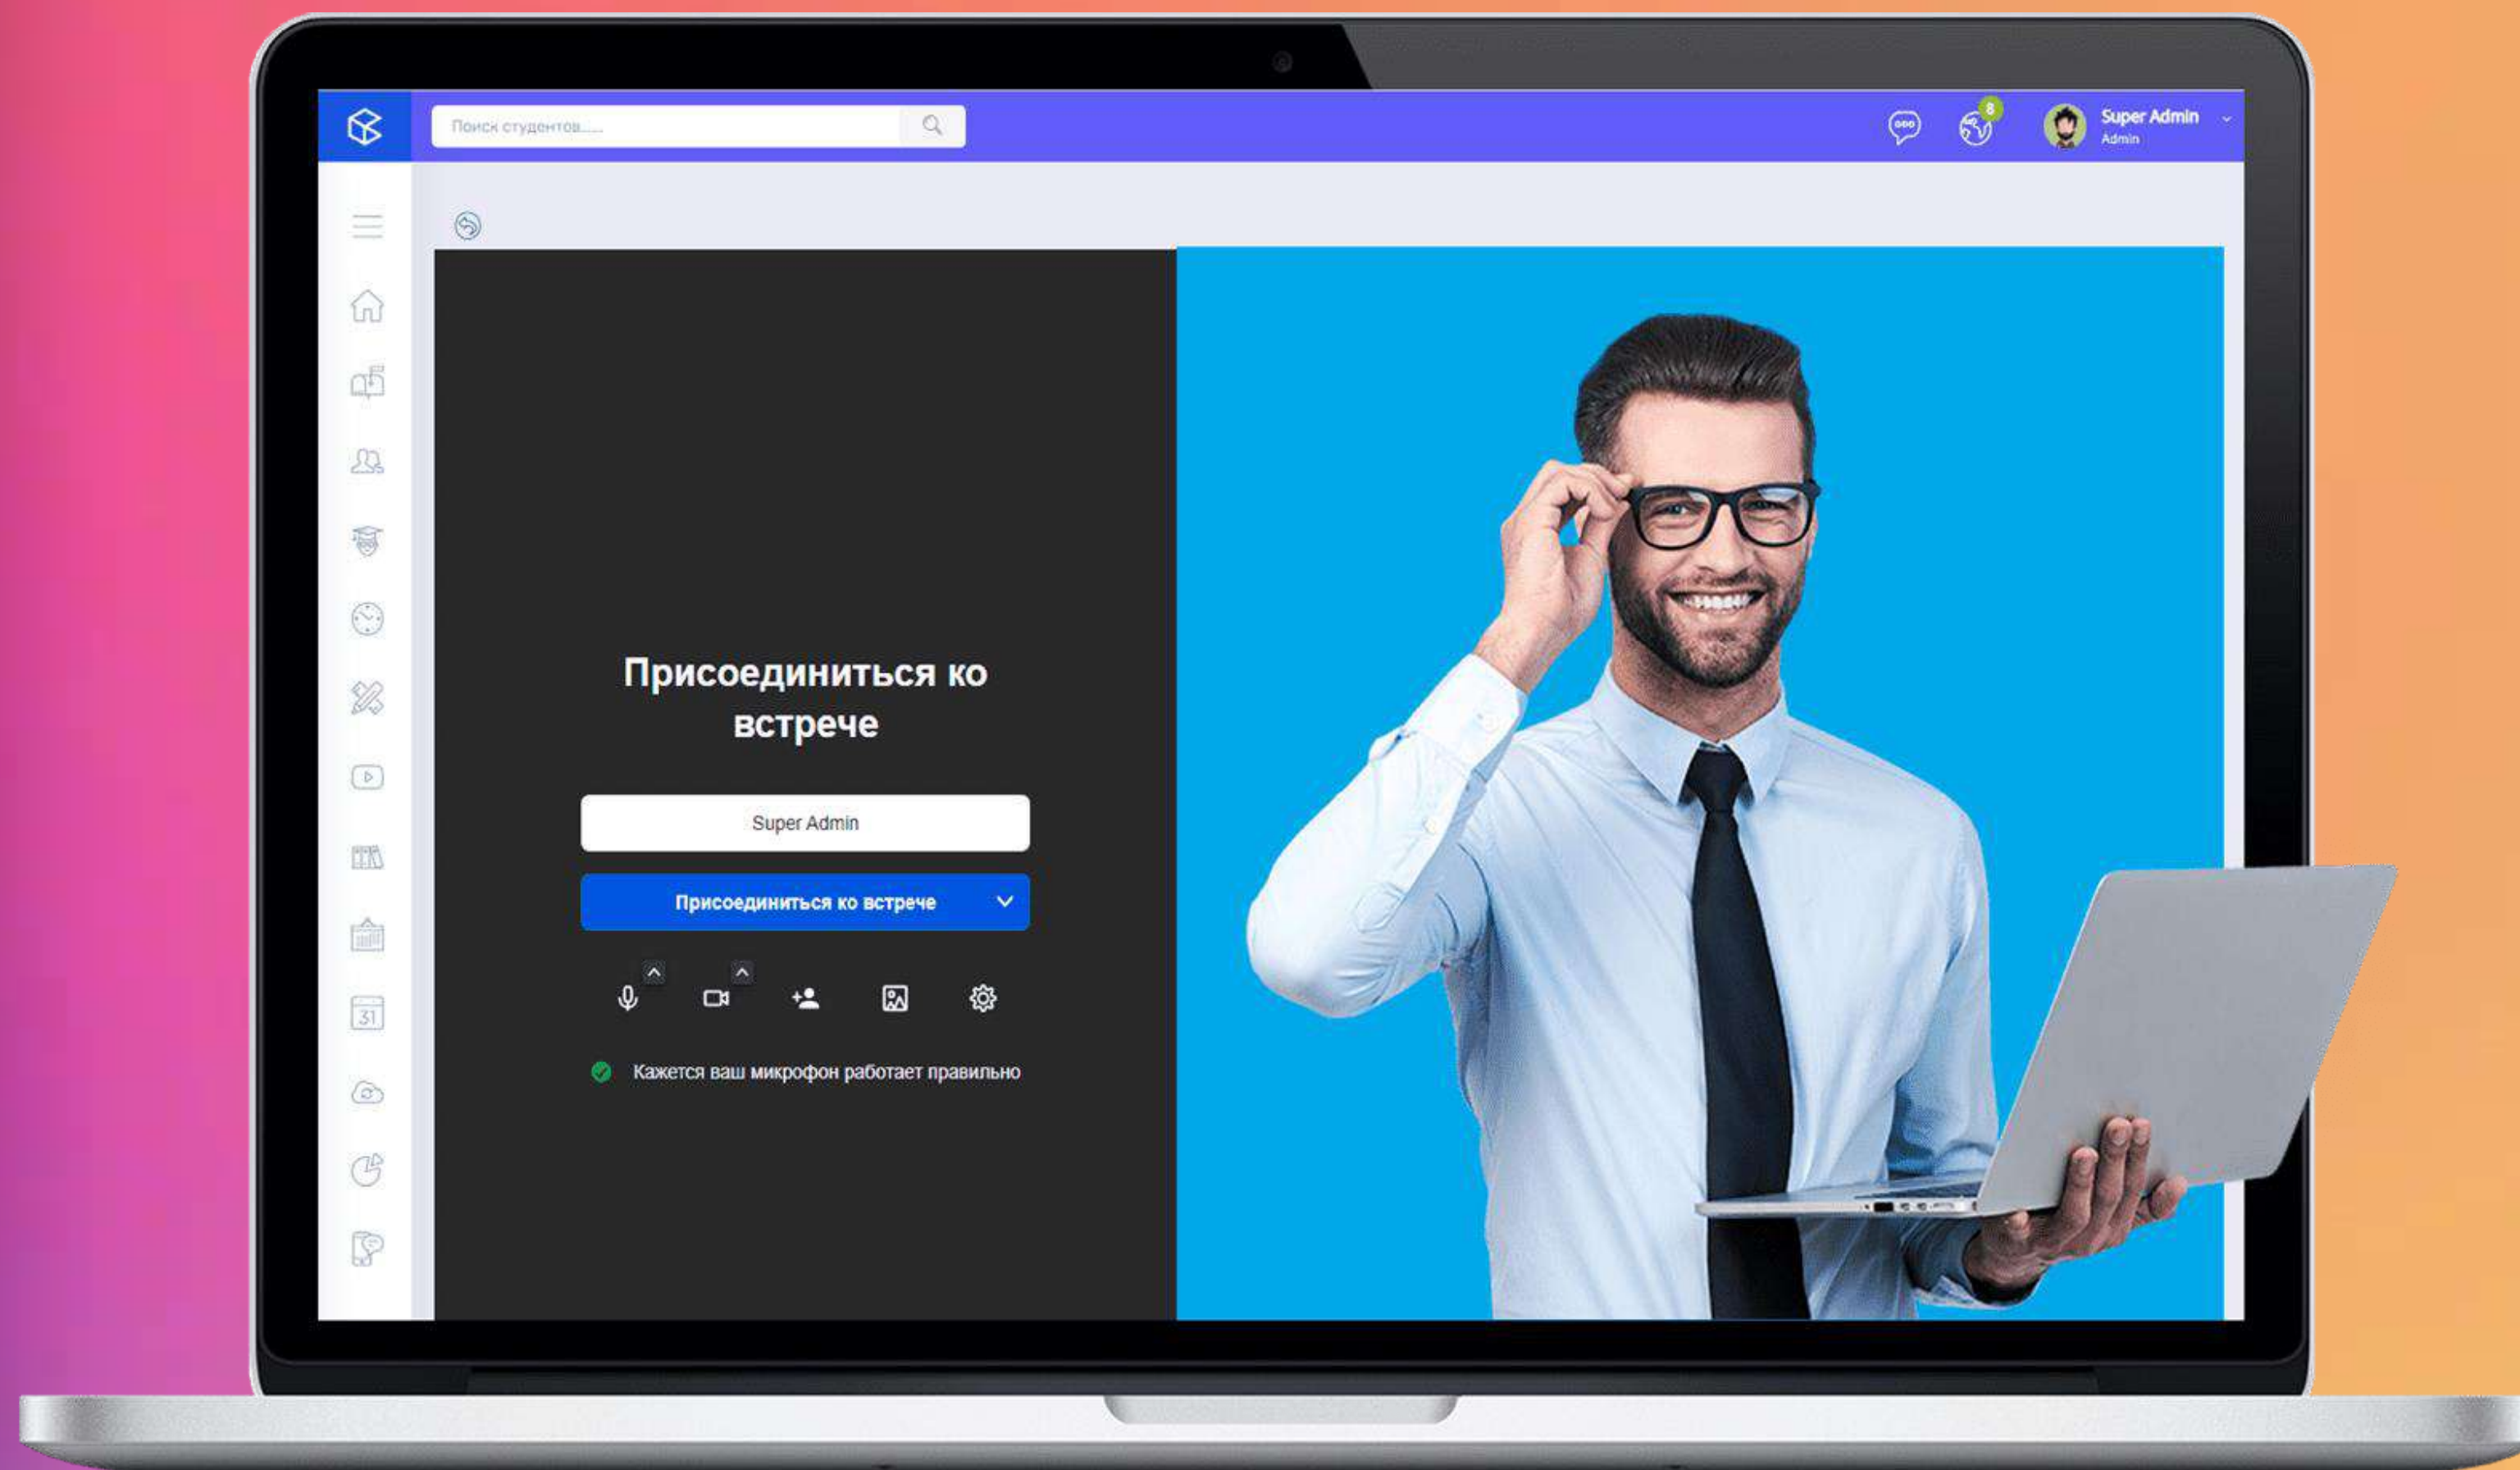 Поиск студентов......
8
Super Admin
Admin
Присоединиться ко
встрече
Super Admin
Присоединиться ко встрече
31
Кажется ваш микрофон работает правильно